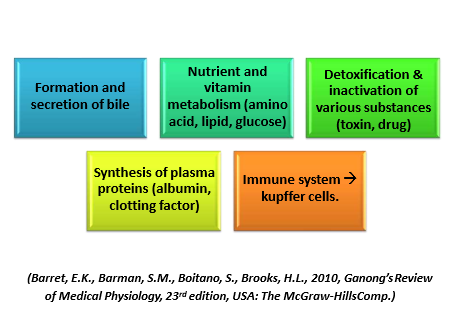 Formation and
secretion of bile
Nutrient and
vitamin
metabolism (amino
acid, lipid, glucose)
Detoxification &
inactivation of
various substances
(toxin, drug)
Synthesis of plasma
proteins (albumin,
clotting factor)
Immune system →
kupffer cells.
(Barret, E.K., Barman, S.M., Boitano, S., Brooks, H.L., 2010, Ganong's Review
of Medical Physiology, 23rd edition, USA: The McGraw-HillsComp.)